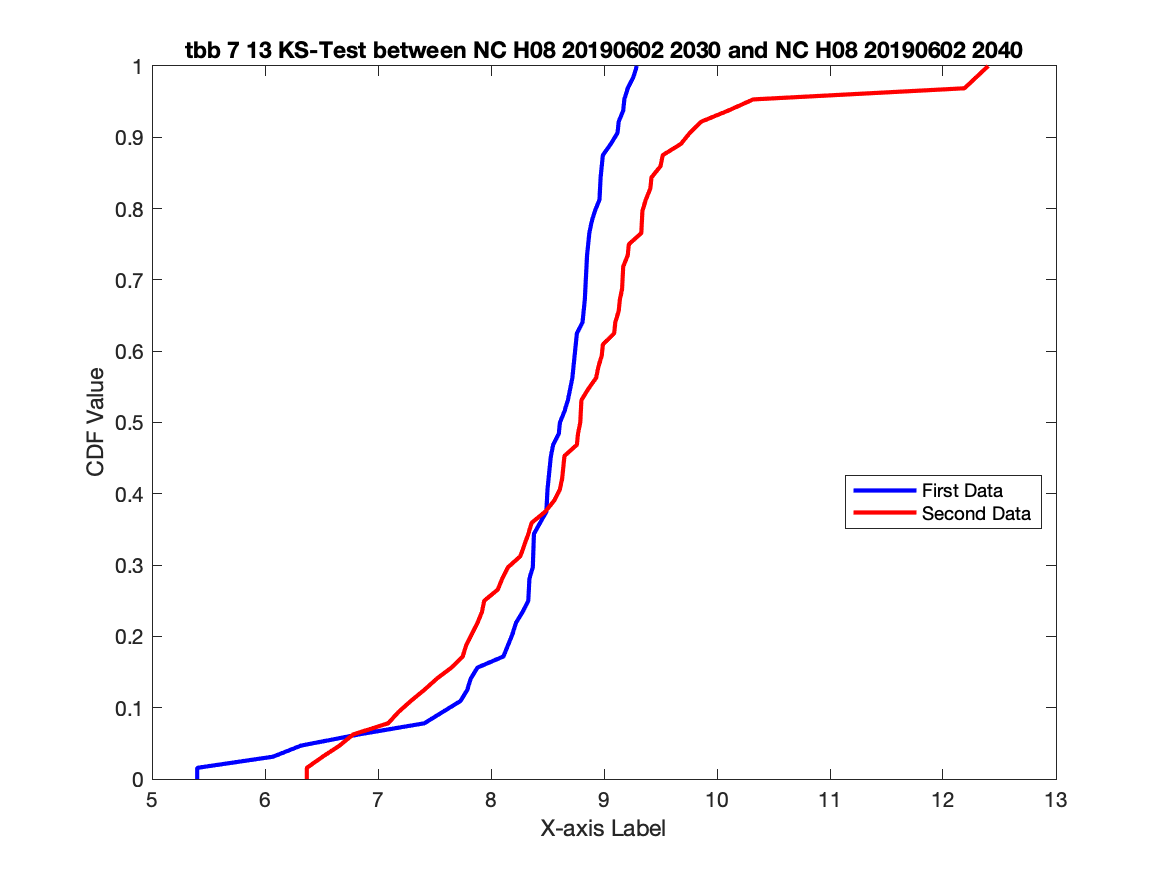 tbb 7 13 KS-Test between NC H08 20190602 2030 and NC H08 20190602 2040
1
0.9
0.8
0.7
0.6
0.5
0.4
0.3
0.2
0.1
0
CDF Value
First Data
Second Data
5 6 7 8 9 10 11 12 13
X-axis Label